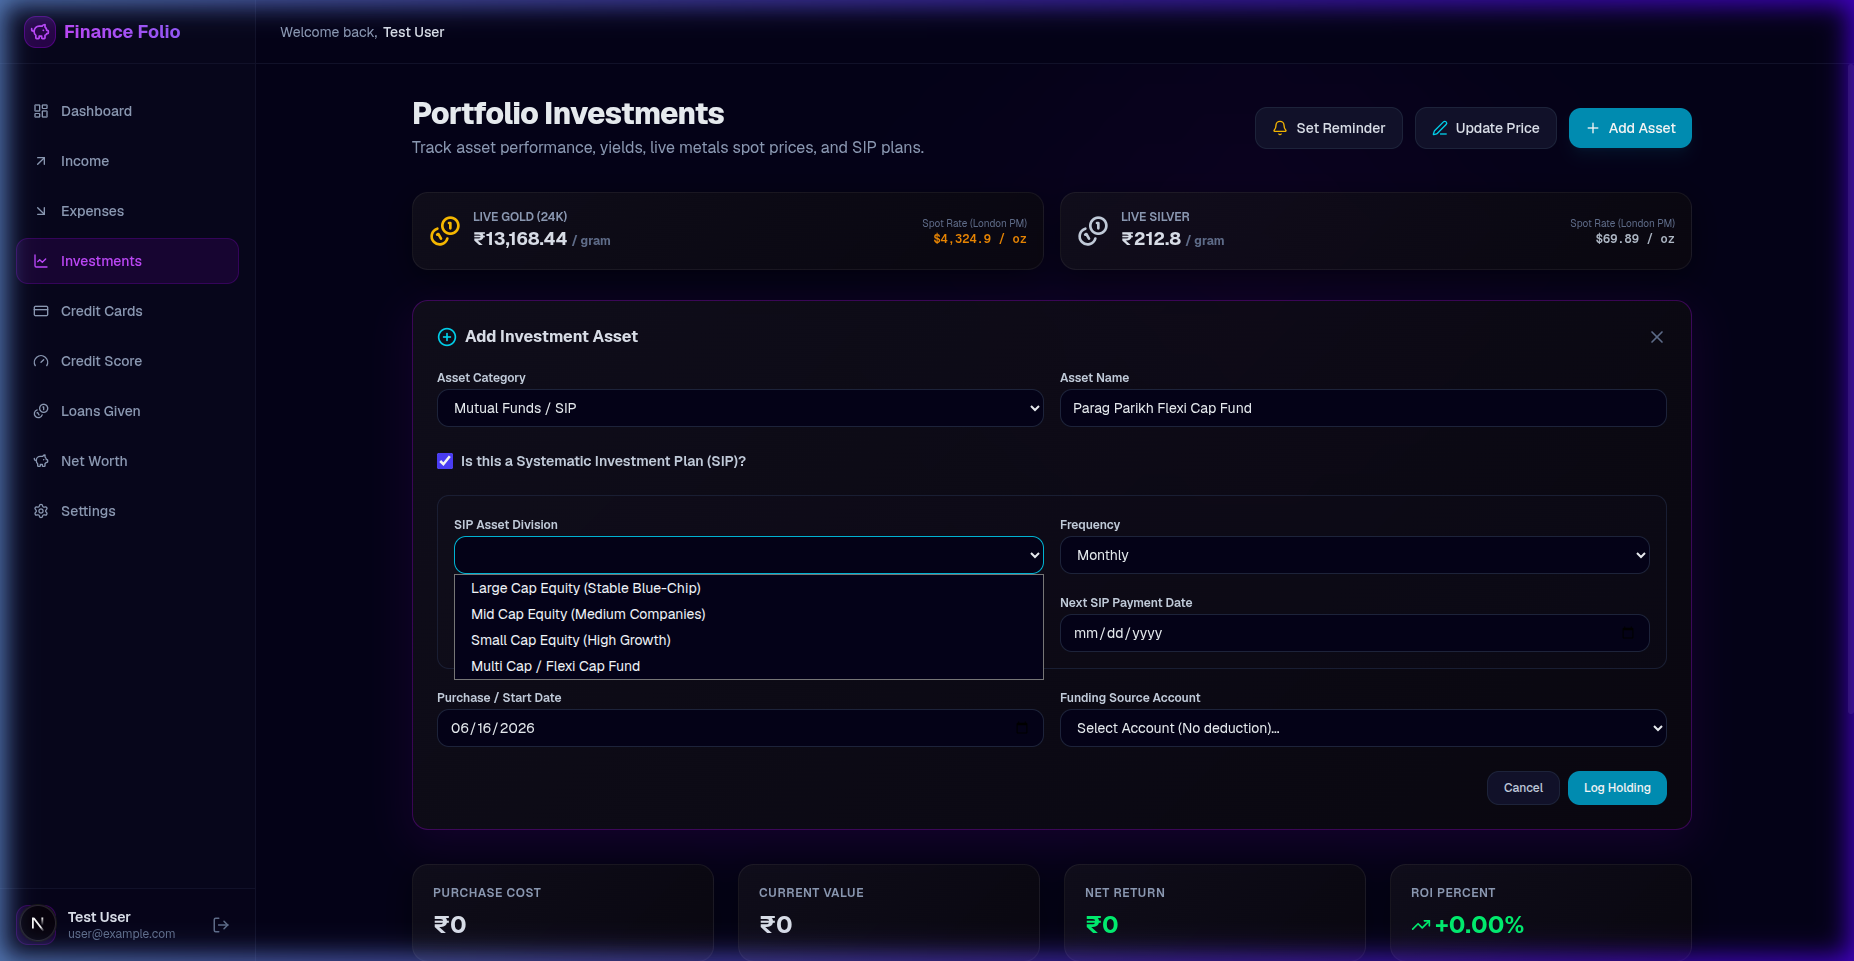 Finance Folio
Welcome back, Test User
Dashboard
Income
Expenses
Investments
Credit Cards
Credit Score
Loans Given
Net Worth
Settings
Test User
user@example.com
N
Portfolio Investments
Track asset performance, yields, live metals spot prices, and SIP plans.
Set Reminder
Update Price
Add Asset
LIVE GOLD (24K)
₹13,168.44 / gram
Spot Rate (London PM)
$4,324.9 / oz
LIVE SILVER
₹212.8 / gram
Spot Rate (London PM)
$69.89 / oz
Add Investment Asset
Asset Category
Mutual Funds / SIP
Asset Name
Parag Parikh Flexi Cap Fund
Is this a Systematic Investment Plan (SIP)?
SIP Asset Division
Large Cap Equity (Stable Blue-Chip)
Mid Cap Equity (Medium Companies)
Small Cap Equity (High Growth)
Multi Cap / Flexi Cap Fund
Frequency
Monthly
Next SIP Payment Date
mm/dd/yyyy
Purchase / Start Date
06/16/2026
Funding Source Account
Select Account (No deduction)...
Cancel
Log Holding
PURCHASE COST
₹0
CURRENT VALUE
₹0
NET RETURN
₹0
ROI PERCENT
+0.00%